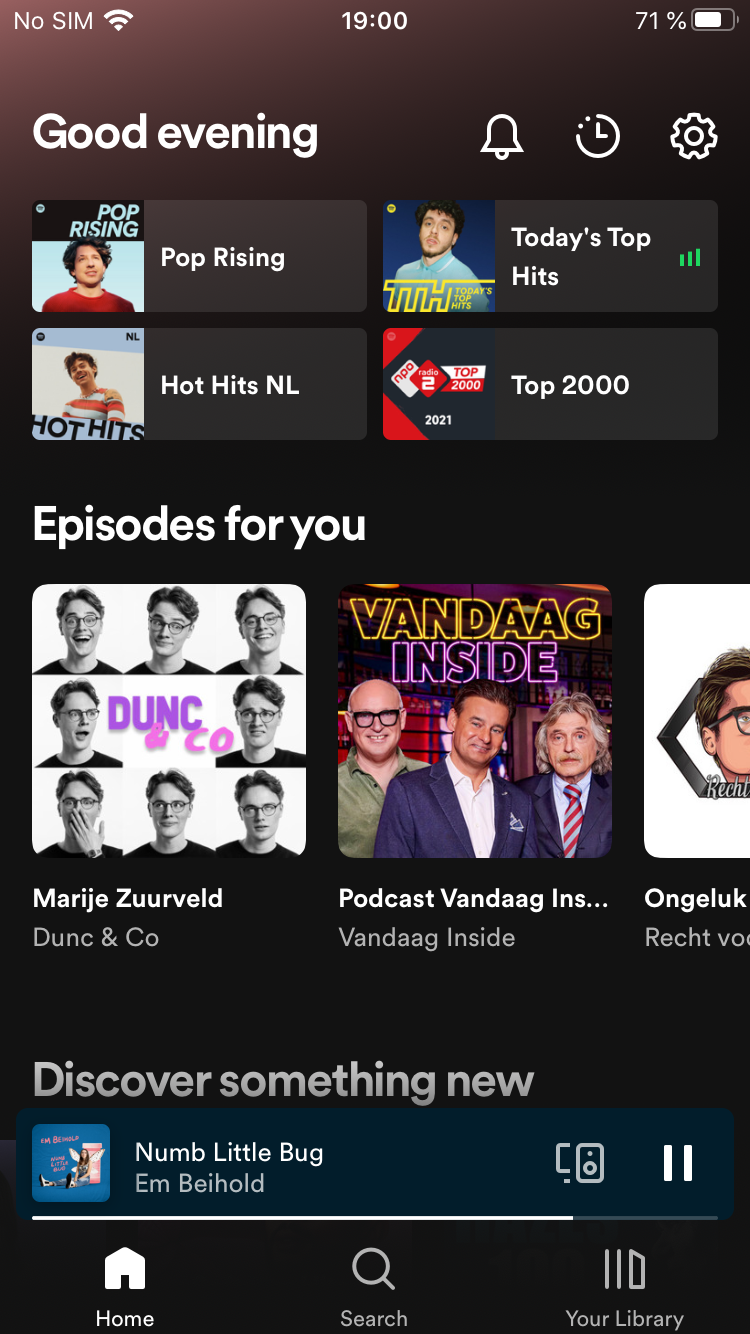 No SIM 19:00 71 %
Good evening
POP
RISING
Pop Rising
TTH TODAY'S
TOP
HITS
Today's Top
Hits
NL
HOT HITS
Hot Hits NL
npo radio 2 TOP
2000
2021
Top 2000
Episodes for you
DUNC
& CO
VANDAAG
INSIDE
Recht
Marije Zuurveld
Dunc & Co
Podcast Vandaag Ins...
Vandaag Inside
Ongeluk
Recht voo
Discover something new
EM BEIHOLD
NUMB
LITTLE
BUG
Numb Little Bug
Em Beihold
Home
Search
Your Library